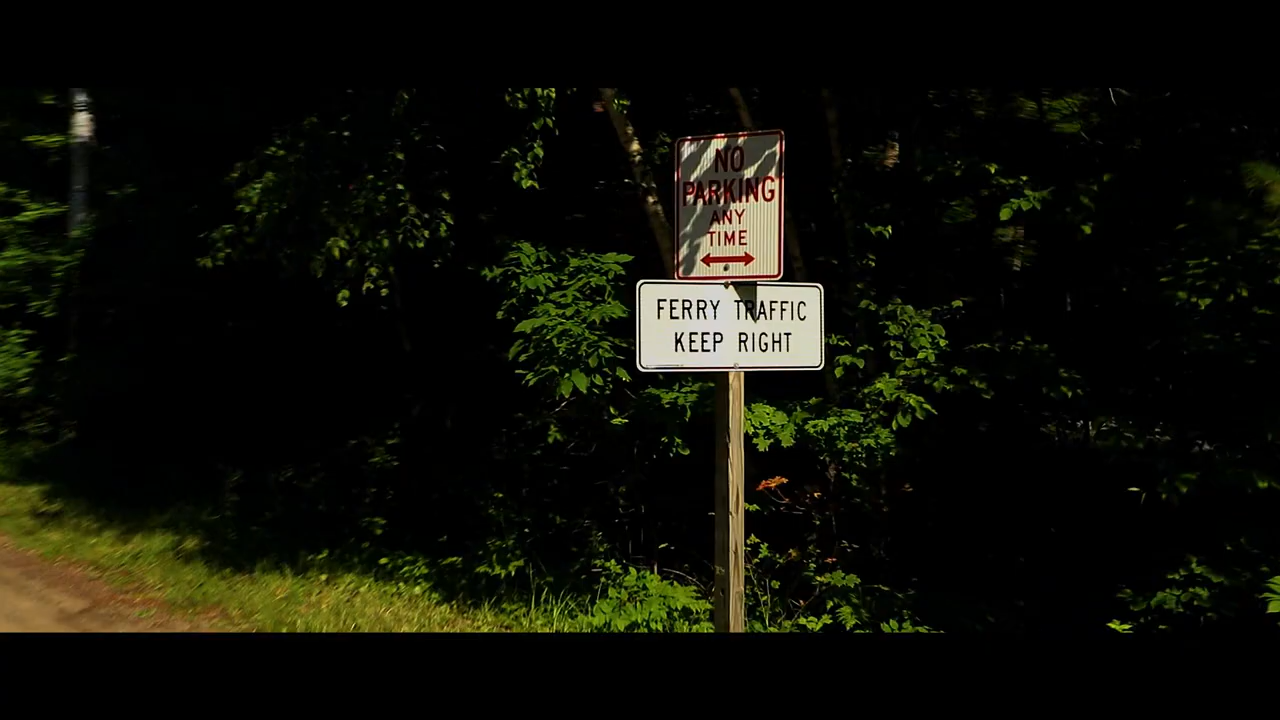 NO
PARKING
ANY
TIME
FERRY TRAFFIC
KEEP RIGHT